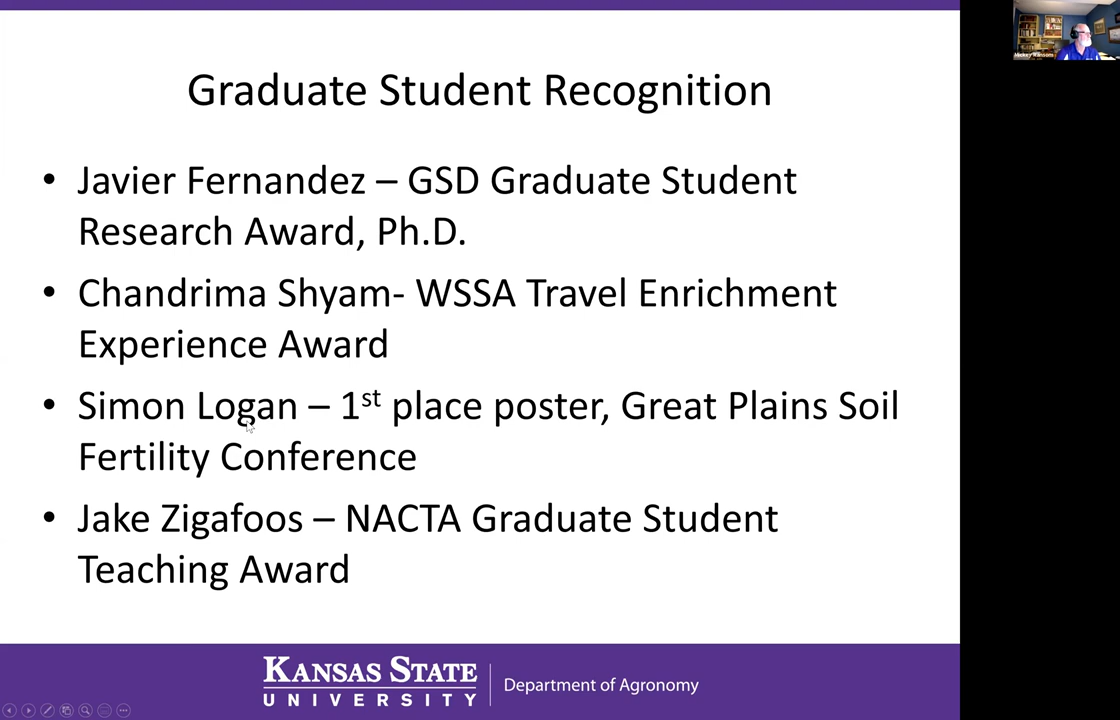 Graduate Student Recognition
• Javier Fernandez – GSD Graduate Student
Research Award, Ph.D.
• Chandrima Shyam- WSSA Travel Enrichment
Experience Award
• Simon Logan – 1st place poster, Great Plains Soil
Fertility Conference
• Jake Zigafoos – NACTA Graduate Student
Teaching Award
KANSAS STATE
UNIVERSITY
Department of Agronomy
Mickey Ransom